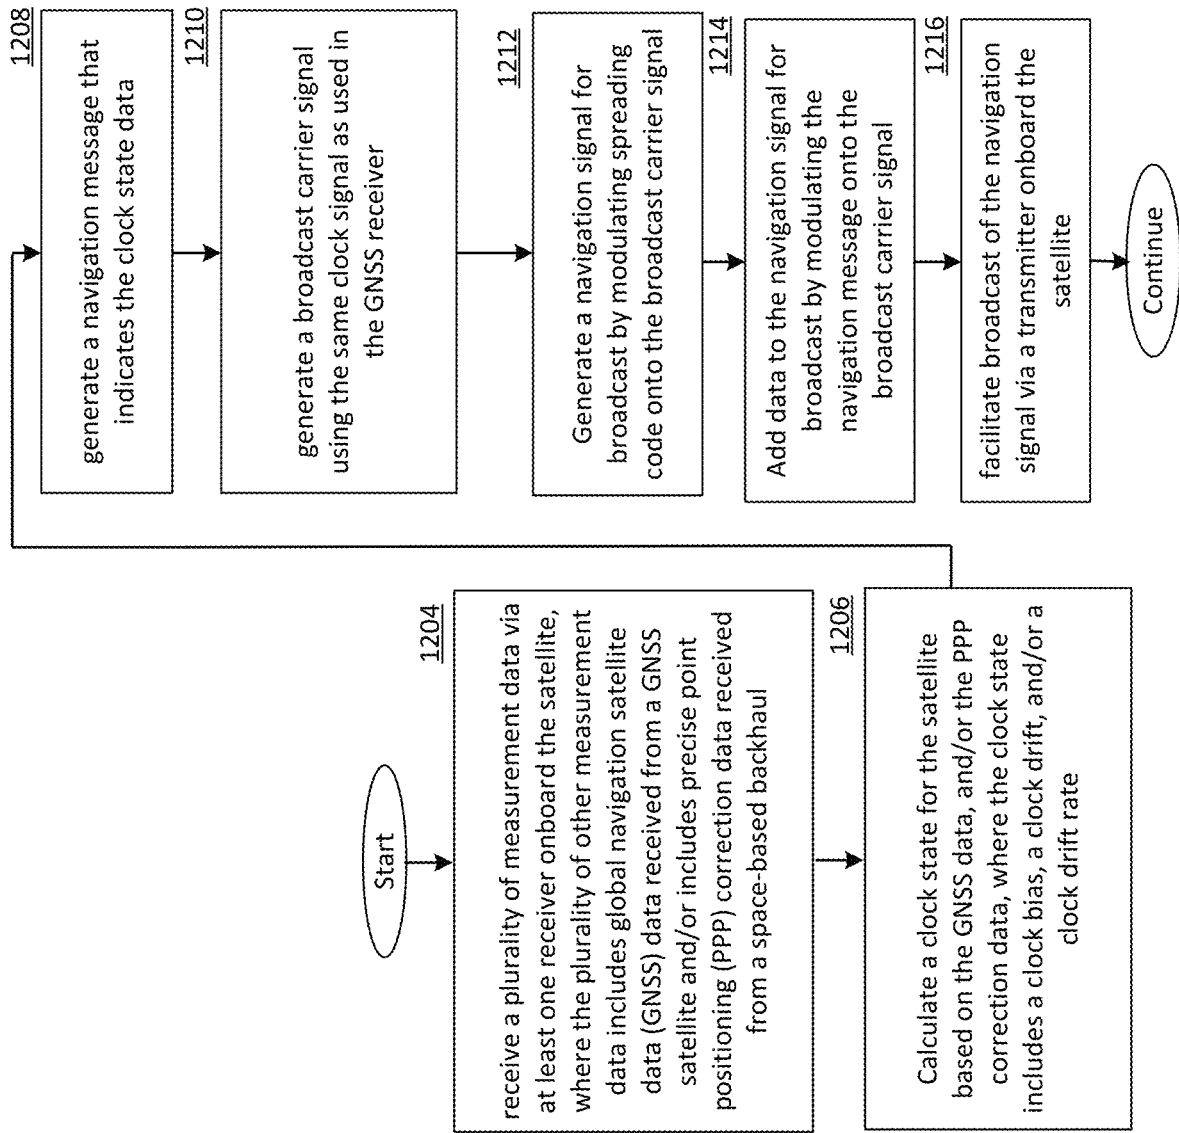 Start
1204
receive a plurality of measurement data via
at least one receiver onboard the satellite,
where the plurality of other measurement
data includes global navigation satellite
data (GNSS) data received from a GNSS
satellite and/or includes precise point
positioning (PPP) correction data received
from a space-based backhaul
1206
Calculate a clock state for the satellite
based on the GNSS data, and/or the PPP
correction data, where the clock state
includes a clock bias, a clock drift, and/or a
clock drift rate
1208
generate a navigation message that
indicates the clock state data
1210
generate a broadcast carrier signal
using the same clock signal as used in
the GNSS receiver
1212
Generate a navigation signal for
broadcast by modulating spreading
code onto the broadcast carrier signal
1214
Add data to the navigation signal for
broadcast by modulating the
navigation message onto the
broadcast carrier signal
1216
facilitate broadcast of the navigation
signal via a transmitter onboard the
satellite
Continue